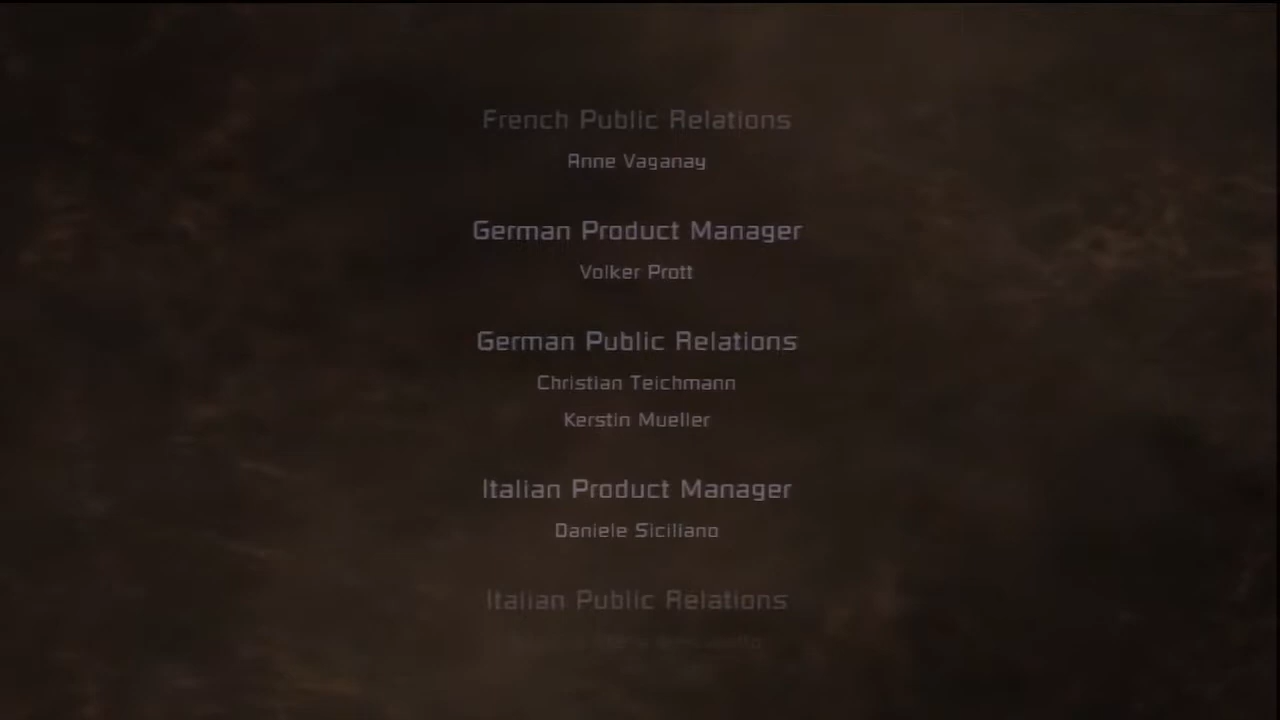 French Public Relations
Anne Vaganay
German Product Manager
Volker Prott
German Public Relations
Christian Teichmann
Kerstin Mueller
Italian Product Manager
Daniele Siciliano
Italian Public Relations